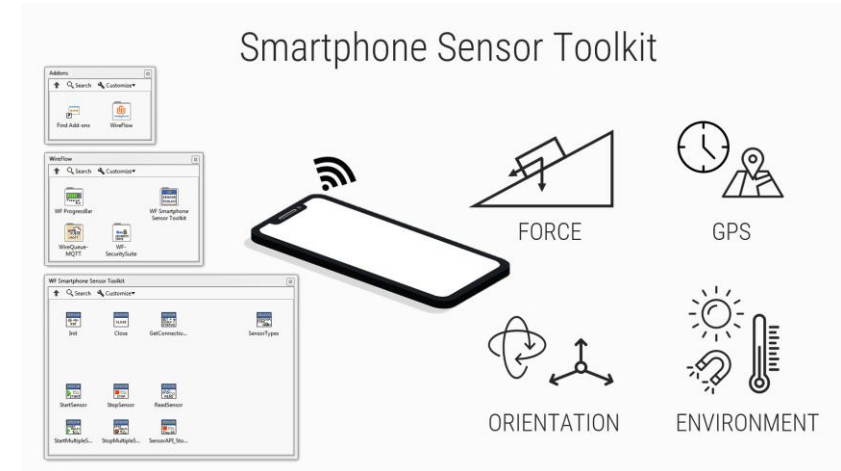 Smartphone Sensor Toolkit
Addons
Search Customize
Find Add-ons WireFlow
WireFlow
Search Customize
WF ProgressBar WF Smartphone
Sensor Toolkit
WireQueue- WF-
MQTT SecuritySuite
WF Smartphone Sensor Toolkit
Search Customize
Init Close GetConnectio... SensorTypes
StartSensor StopSensor ReadSensor
StartMultipleS... StopMultipleS... SensorAPI_Sto...
FORCE GPS
ORIENTATION ENVIRONMENT